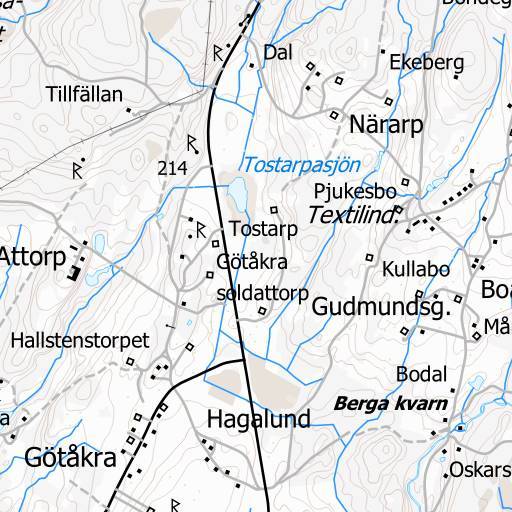 Dal
Ekeberg
Tillfällan
R
Närarp
R
R
214
Tostarpasjön
Pjukesbo
Textilind.
R
Tostarp
Attorp
Götåkra
soldattorp
Kullabo
Gudmundsg.
Hallstenstorpet
Bodal
Berga kvarn
Hagalund
Götåkra
Oskars
R